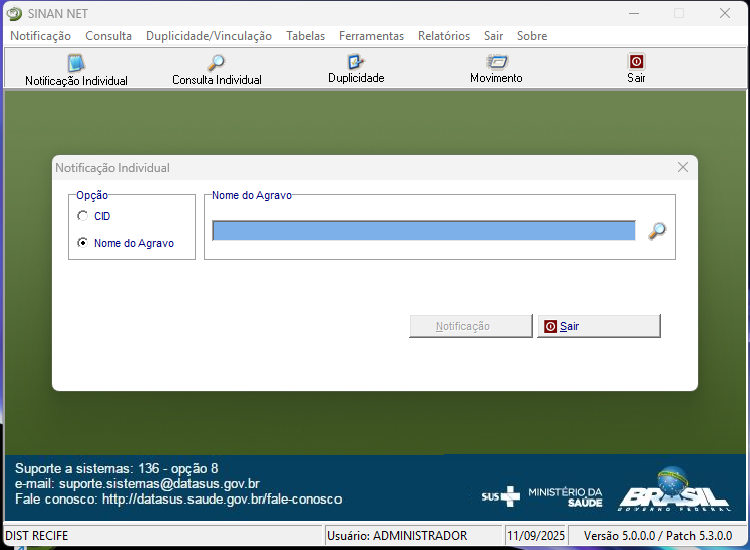 SINAN NET
Notificação Consulta Duplicidade/Vinculação Tabelas Ferramentas Relatórios Sair Sobre
Notificação Individual Consulta Individual Duplicidade Movimento Sair
Notificação Individual
Opção
CID
Nome do Agravo
Nome do Agravo
Notificação
Sair
Suporte a sistemas: 136 - opção 8
e-mail: suporte.sistemas@datasus.gov.br
Fale conosco: http://datasus.saude.gov.br/fale-conosco
SUS
MINISTÉRIO DA
SAÚDE
BRASIL
GOVERNO FEDERAL
DIST RECIFE Usuário: ADMINISTRADOR 11/09/2025 Versão 5.0.0.0 / Patch 5.3.0.0